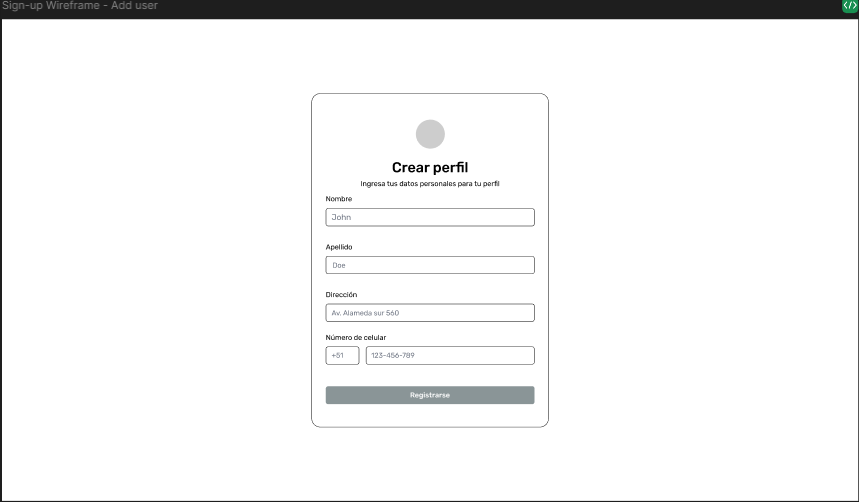 Sign-up Wireframe - Add user
</>
Crear perfil
Ingresa tus datos personales para tu perfil
Nombre
John
Apellido
Doe
Dirección
Av. Alameda sur 560
Número de celular
+51 123-456-789
Registrarse